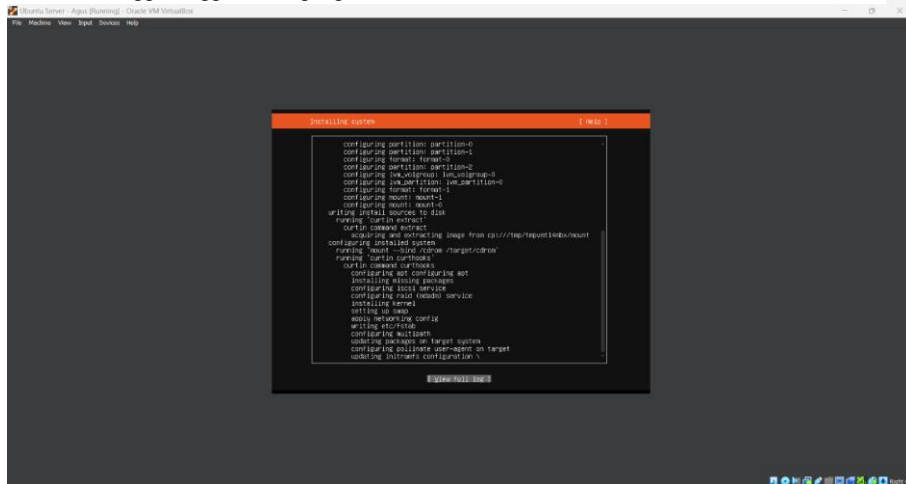 Ubuntu Server - Agus [Running] - Oracle VM VirtualBox
File Machine View Input Devices Help
Installing system [ Help ]
configuring partition: partition-0
configuring partition: partition-1
configuring format: format-0
configuring partition: partition-2
configuring lvm_volgroup: lvm_volgroup-0
configuring lvm_partition: lvm_partition-0
configuring format: format-1
configuring mount: mount-1
configuring mount: mount-0
writing install sources to disk
running 'curtin extract'
curtin command extract
acquiring and extracting image from
configuring installed system
running 'mount --bind /cdrom /target/cdrom'
running 'curtin curthooks'
curtin command curthooks
configuring apt configuring apt
installing missing packages
configuring iscsi service
configuring raid (mdadm) service
installing kernel
setting up swap
apply networking config
writing etc/fstab
configuring multipath
updating packages on target system
configuring pollinate user-agent on target
updating initramfs configuration \
[ View full log ]